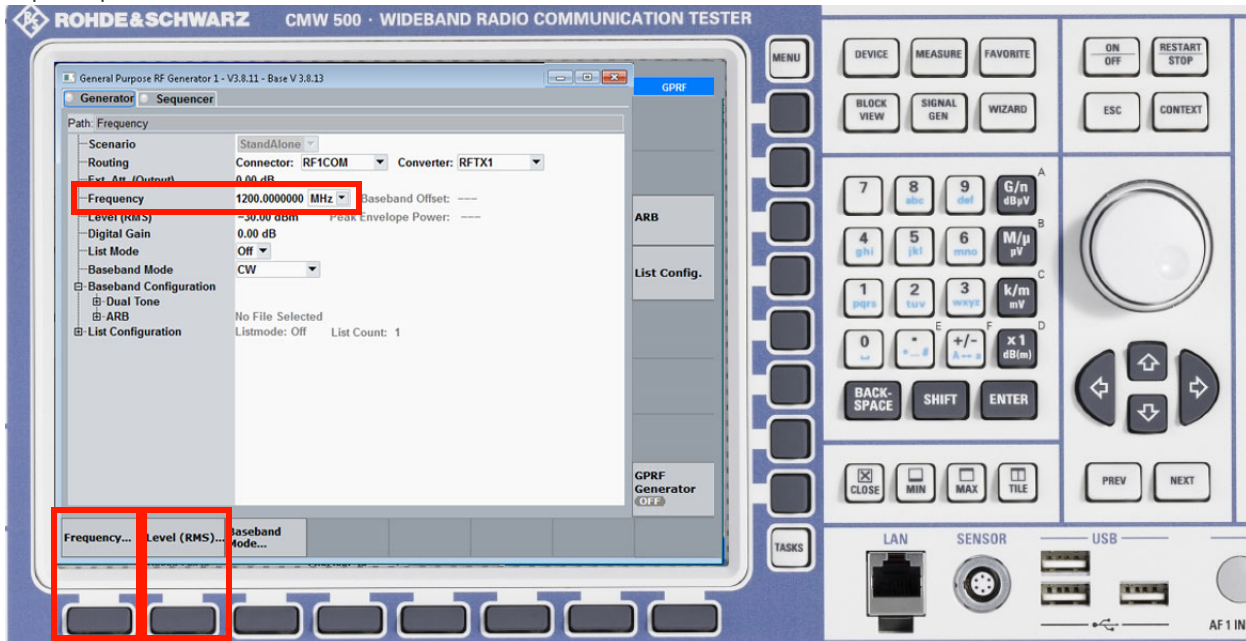 ROHDE&SCHWARZ CMW 500 · WIDEBAND RADIO COMMUNICATION TESTER
General Purpose RF Generator 1 - V3.8.11 - Base V 3.8.13
Generator Sequencer
Path: Frequency
Scenario StandAlone
Routing Connector: RF1COM Converter: RFTX1
Ext. Att. (Output) 0.00 dB
Frequency 1200.0000000 MHz Baseband Offset: ---
Level (RMS) -30.00 dBm Peak Envelope Power: ---
Digital Gain 0.00 dB
List Mode Off
Baseband Mode CW
Baseband Configuration
Dual Tone
ARB No File Selected
List Configuration Listmode: Off List Count: 1
GPRF
ARB
List Config.
GPRF
Generator
OFF
Frequency... Level (RMS)... Baseband
Mode...
MENU
TASKS
DEVICE MEASURE FAVORITE
BLOCK
VIEW
SIGNAL
GEN
WIZARD
ON
OFF
RESTART
STOP
ESC CONTEXT
7 8 abc 9 def G/n dBµV A
4 ghi 5 jkl 6 mno M/µ µV B
1 pqrs 2 tuv 3 wxyz k/m mV C
0 . E +/- F x1 dB(m) D
BACK-
SPACE
SHIFT ENTER
CLOSE MIN MAX TILE
PREV NEXT
LAN SENSOR USB
AF 1 IN